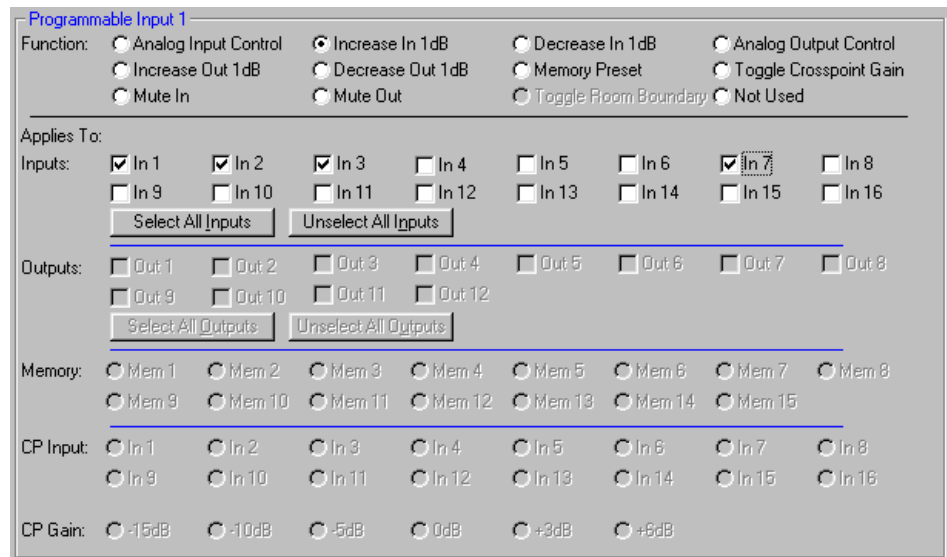 Programmable Input 1
Function: Analog Input Control Increase In 1dB Decrease In 1dB Analog Output Control
Increase Out 1dB Decrease Out 1dB Memory Preset Toggle Crosspoint Gain
Mute In Mute Out Toggle Room Boundary Not Used
Applies To:
Inputs: In 1 In 2 In 3 In 4 In 5 In 6 In 7 In 8
In 9 In 10 In 11 In 12 In 13 In 14 In 15 In 16
Select All Inputs Unselect All Inputs
Outputs: Out 1 Out 2 Out 3 Out 4 Out 5 Out 6 Out 7 Out 8
Out 9 Out 10 Out 11 Out 12
Select All Outputs Unselect All Outputs
Memory: Mem 1 Mem 2 Mem 3 Mem 4 Mem 5 Mem 6 Mem 7 Mem 8
Mem 9 Mem 10 Mem 11 Mem 12 Mem 13 Mem 14 Mem 15
CP Input: In 1 In 2 In 3 In 4 In 5 In 6 In 7 In 8
In 9 In 10 In 11 In 12 In 13 In 14 In 15 In 16
CP Gain: -15dB -10dB -5dB 0dB +3dB +6dB